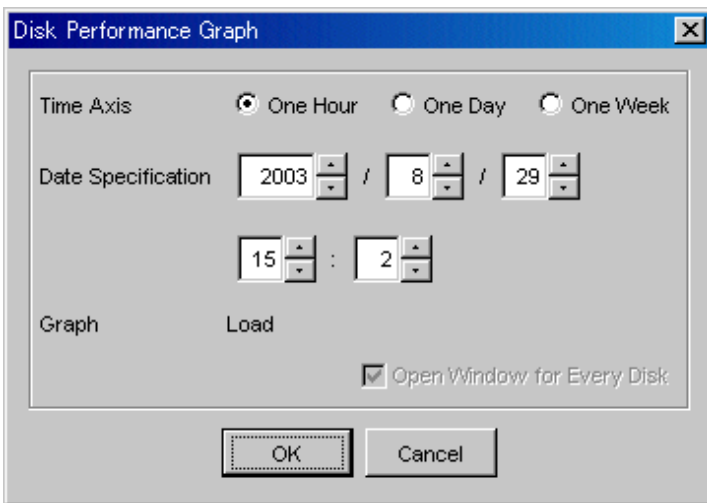 Disk Performance Graph
Time Axis One Hour One Day One Week
Date Specification 2003 / 8 / 29
15 : 2
Graph Load
Open Window for Every Disk
OK Cancel